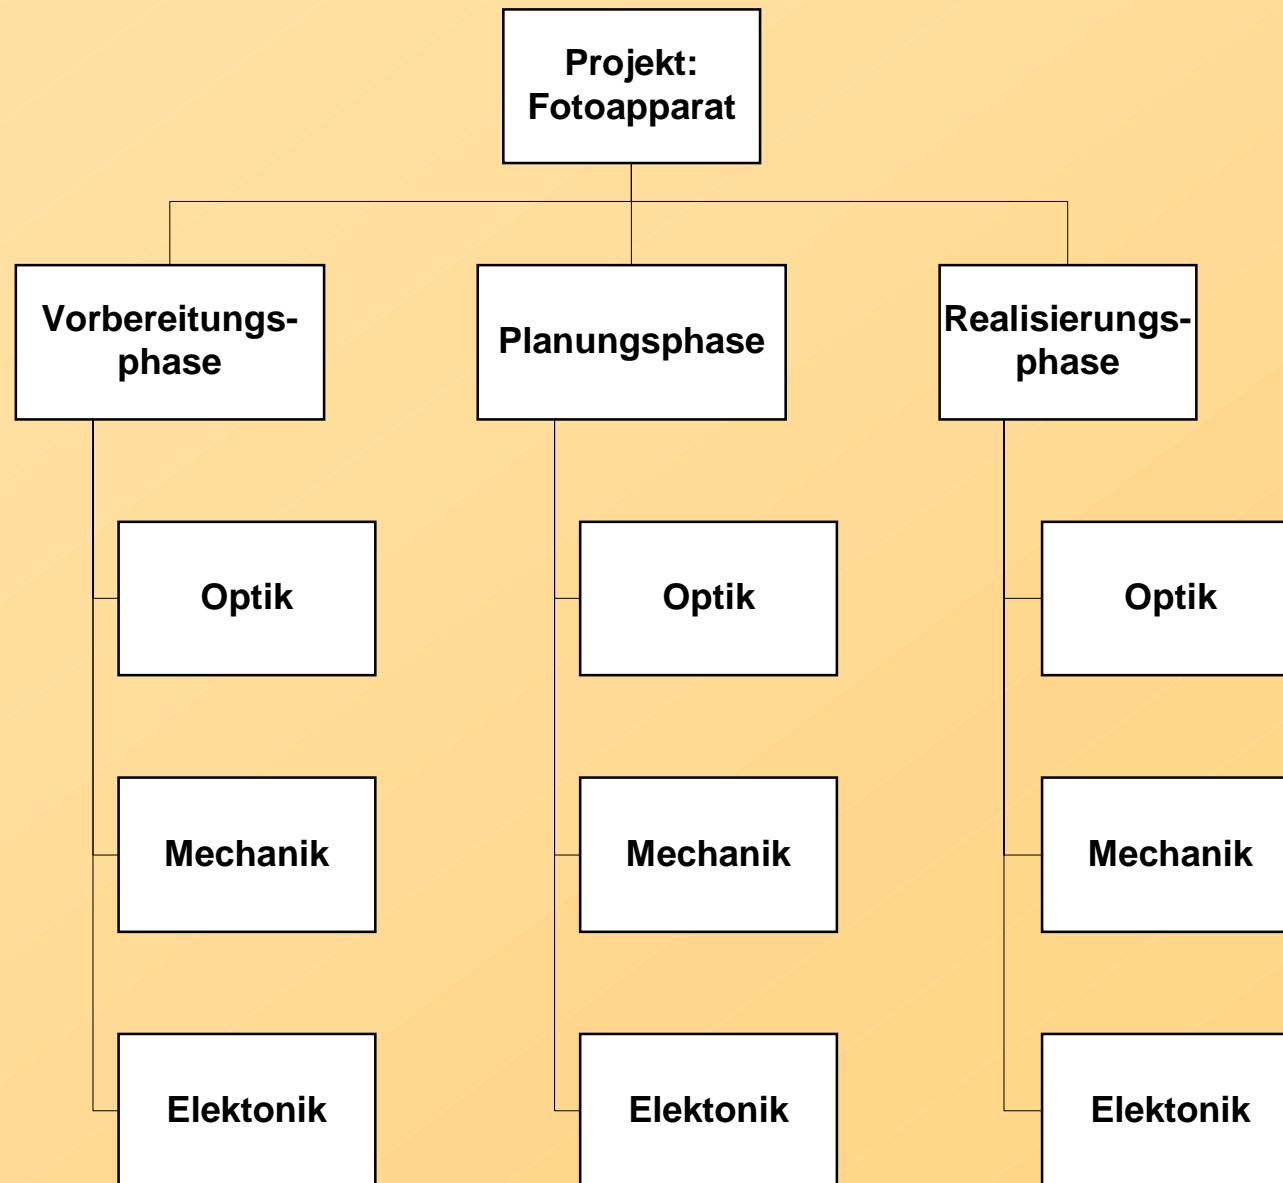 Projekt:
Fotoapparat
Vorbereitungs-
phase
Planungsphase
Realisierungs-
phase
Optik
Optik
Optik
Mechanik
Mechanik
Mechanik
Elektonik
Elektonik
Elektonik